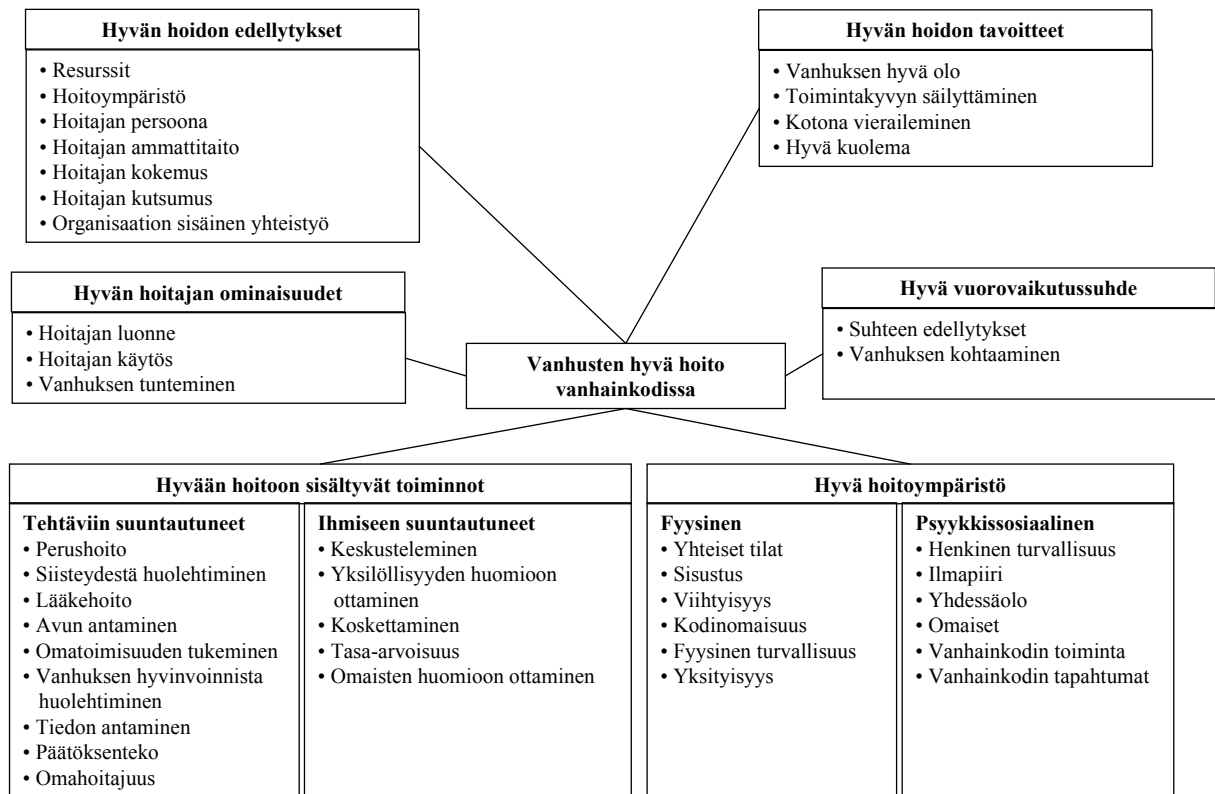 Hyvän hoidon edellytykset
• Resurssit
• Hoitoympäristö
• Hoitajan persoona
• Hoitajan ammattitaito
• Hoitajan kokemus
• Hoitajan kutsumus
• Organisaation sisäinen yhteistyö
Hyvän hoidon tavoitteet
• Vanhuksen hyvä olo
• Toimintakyvyn säilyttäminen
• Kotona vieraileminen
• Hyvä kuolema
Hyvän hoitajan ominaisuudet
• Hoitajan luonne
• Hoitajan käytös
• Vanhuksen tunteminen
Hyvä vuorovaikutussuhde
• Suhteen edellytykset
• Vanhuksen kohtaaminen
Vanhusten hyvä hoito
vanhainkodissa
Hyvään hoitoon sisältyvät toiminnot
Tehtäviin suuntautuneet
• Perushoito
• Siisteydestä huolehtiminen
• Lääkehoito
• Avun antaminen
• Omatoimisuuden tukeminen
• Vanhuksen hyvinvoinnista
huolehtiminen
• Tiedon antaminen
• Päätöksenteko
• Omahoitajuus
Ihmiseen suuntautuneet
• Keskusteleminen
• Yksilöllisyyden huomioon
ottaminen
• Koskettaminen
• Tasa-arvoisuus
• Omaisten huomioon ottaminen
Hyvä hoitoympäristö
Fyysinen
• Yhteiset tilat
• Sisustus
• Viihtyisyys
• Kodinomaisuus
• Fyysinen turvallisuus
• Yksityisyys
Psyykkissosiaalinen
• Henkinen turvallisuus
• Ilmapiiri
• Yhdessäolo
• Omaiset
• Vanhainkodin toiminta
• Vanhainkodin tapahtumat